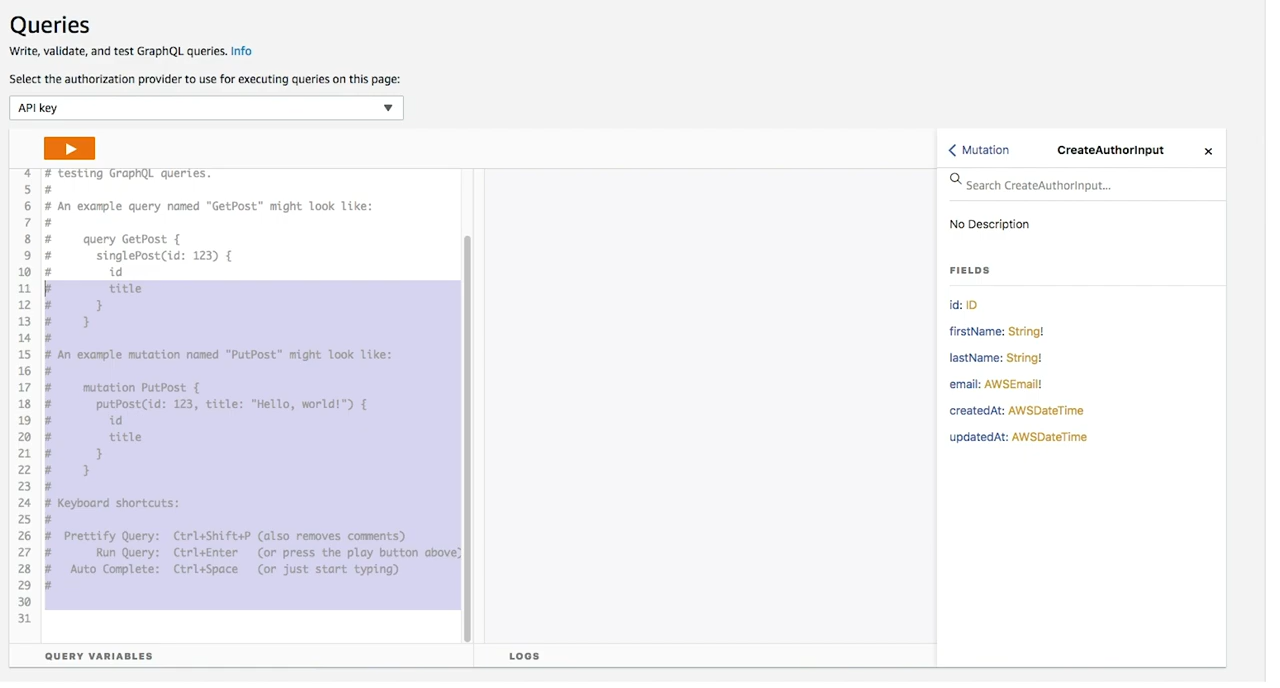 Queries
Write, validate, and test GraphQL queries. Info
Select the authorization provider to use for executing queries on this page:
API key
4 # testing GraphQL queries.
5 #
6 # An example query named "GetPost" might look like:
7 #
8 #     query GetPost {
9 #       singlePost(id: 123) {
10 #         id
11 #         title
12 #       }
13 #     }
14 #
15 # An example mutation named "PutPost" might look like:
16 #
17 #     mutation PutPost {
18 #       putPost(id: 123, title: "Hello, world!") {
19 #         id
20 #         title
21 #       }
22 #     }
23 #
24 # Keyboard shortcuts:
25 #
26 #  Prettify Query:  Ctrl+Shift+P (also removes comments)
27 #       Run Query:  Ctrl+Enter   (or press the play button above)
28 #   Auto Complete:  Ctrl+Space   (or just start typing)
29 #
30
31
QUERY VARIABLES
LOGS
Mutation CreateAuthorInput ×
Search CreateAuthorInput...
No Description
FIELDS
id: ID
firstName: String!
lastName: String!
email: AWSEmail!
createdAt: AWSDateTime
updatedAt: AWSDateTime